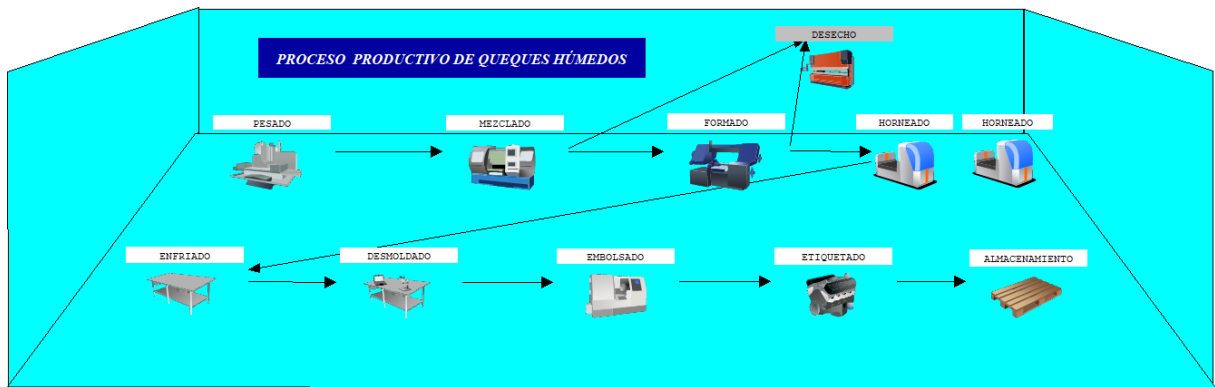 DESECHO
PROCESO PRODUCTIVO DE QUEQUES HÚMEDOS
PESADO
MEZCLADO
FORMADO
HORNEADO
HORNEADO
ENFRIADO
DESMOLDADO
EMBOLSADO
ETIQUETADO
ALMACENAMIENTO